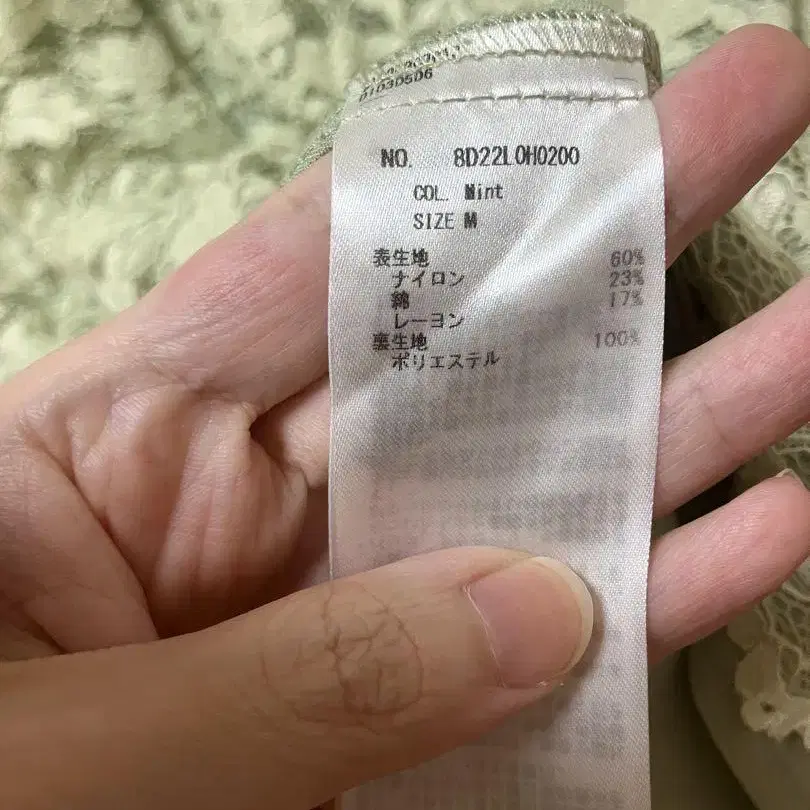 NO. 8D22L0H0200
COL. Mint
SIZE M
表生地 60%
ナイロン 23%
綿 17%
レーヨン
裏生地 100%
ポリエステル